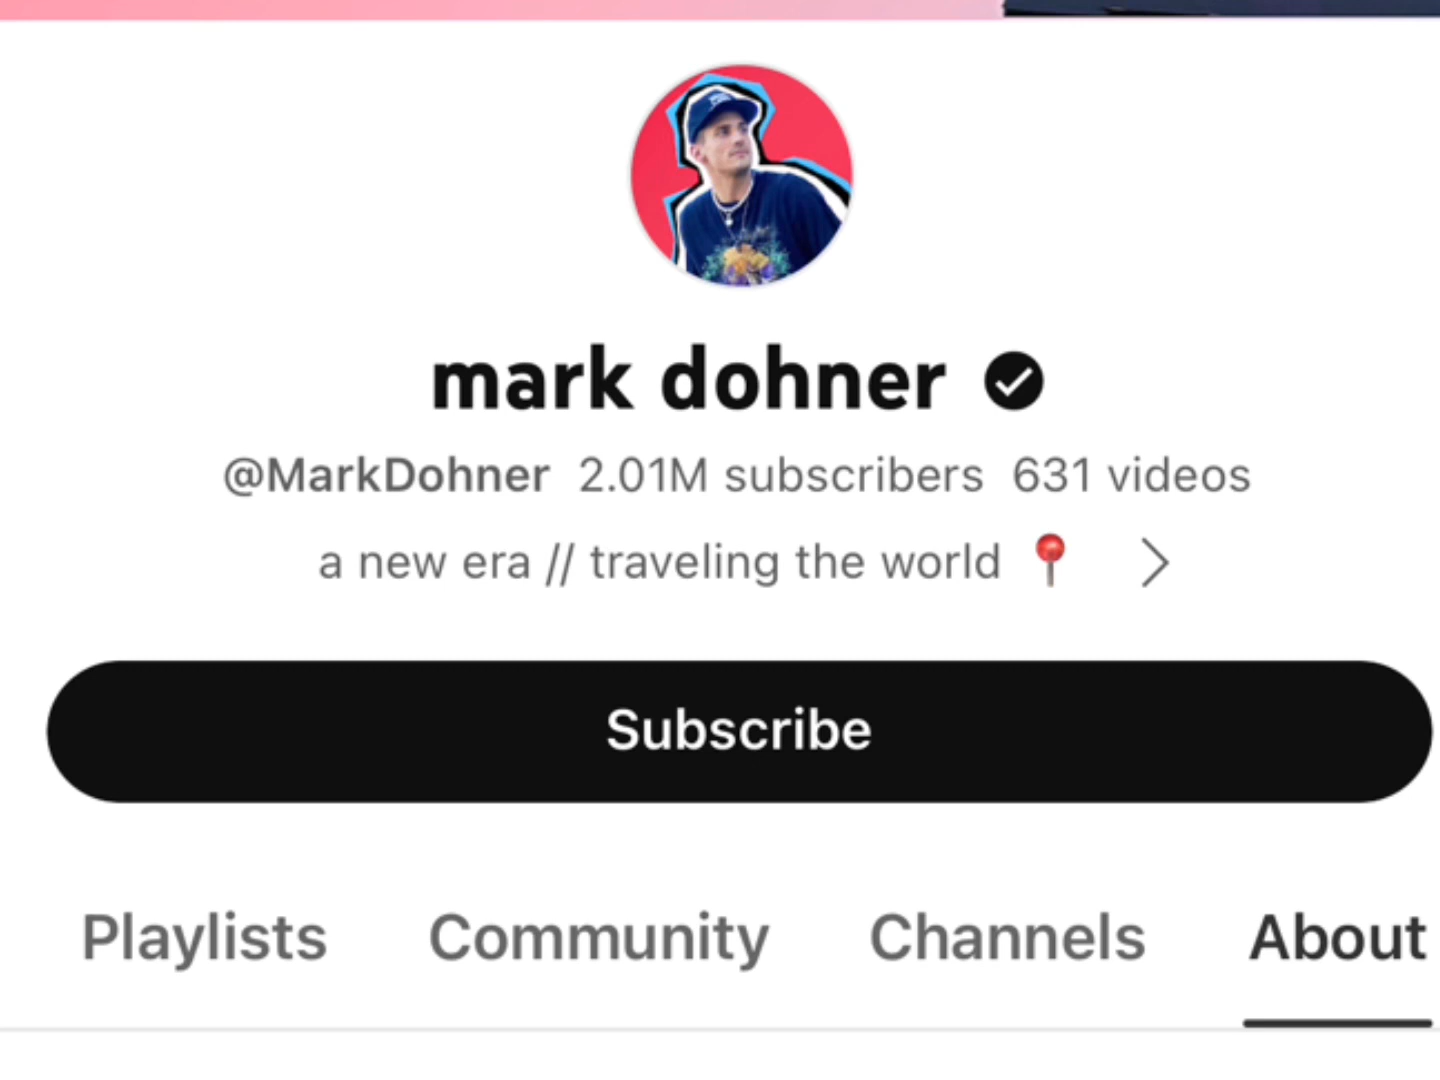 mark dohner
@MarkDohner 2.01M subscribers 631 videos
a new era // traveling the world
Subscribe
Playlists Community Channels About